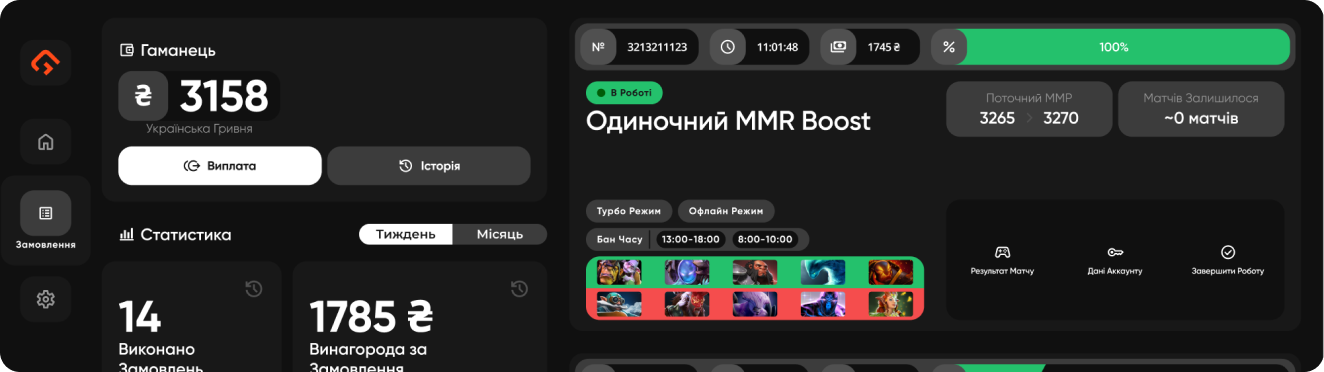 Гаманець
₴ 3158
Українська Гривня
Виплата
Історія
Замовлення
Статистика
Тиждень
Місяць
14
Виконано
Замовлень
1785 ₴
Винагорода за
Замовлення
№ 3213211123
11:01:48
1745 ₴
% 100%
В Роботі
Одиночний MMR Boost
Поточний ММР
3265 > 3270
Матчів Залишилося
~0 матчів
Турбо Режим
Офлайн Режим
Бан Часу
13:00-18:00
8:00-10:00
Результат Матчу
Дані Аккаунту
Завершити Роботу